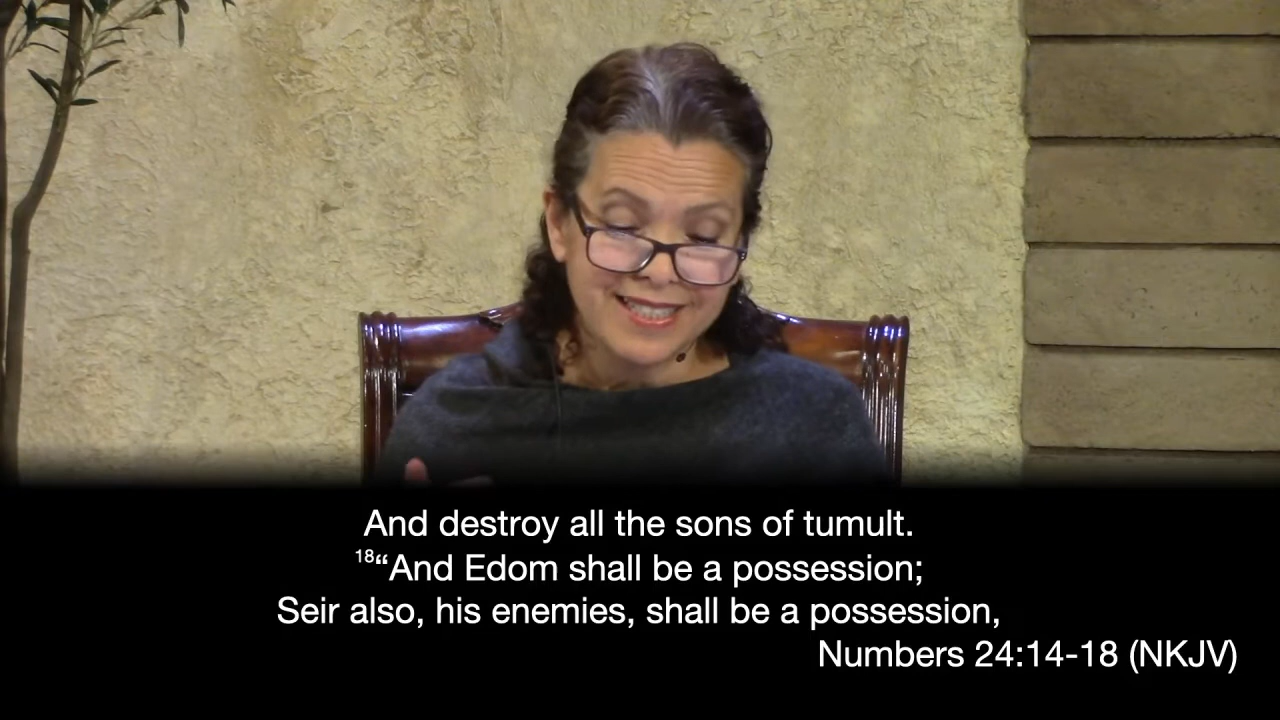 And destroy all the sons of tumult.
18“And Edom shall be a possession;
Seir also, his enemies, shall be a possession,
Numbers 24:14-18 (NKJV)